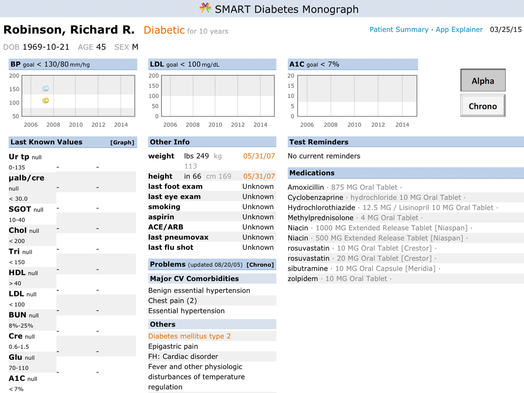 SMART Diabetes Monograph
Robinson, Richard R. Diabetic for 10 years
Patient Summary · App Explainer 03/25/15
DOB 1969-10-21 AGE 45 SEX M
BP goal < 130/80 mm/hg
200
150
100
50
2006 2008 2010 2012 2014
LDL goal < 100 mg/dL
200
150
100
50
0
2006 2008 2010 2012 2014
A1C goal < 7%
20
15
10
5
0
2006 2008 2010 2012 2014
Alpha
Chrono
Last Known Values [Graph]
Ur tp null
0-135 - -
µalb/cre
null
< 30.0 - -
SGOT null
10-40 - -
Chol null
< 200 - -
Tri null
< 150 - -
HDL null
> 40 - -
LDL null
< 100 - -
BUN null
8%-25% - -
Cre null
0.6-1.5 - -
Glu null
70-110 - -
A1C null
< 7% - -
Other Info
weight lbs 249 kg 05/31/07
113
height in 66 cm 169 05/31/07
last foot exam Unknown
last eye exam Unknown
smoking Unknown
aspirin Unknown
ACE/ARB Unknown
last pneumovax Unknown
last flu shot Unknown
Problems (updated 08/20/05) [Chrono]
Major CV Comorbidities
Benign essential hypertension
Chest pain (2)
Essential hypertension
Others
Diabetes mellitus type 2
Epigastric pain
FH: Cardiac disorder
Fever and other physiologic
disturbances of temperature
regulation
Test Reminders
No current reminders
Medications
Amoxicillin · 875 MG Oral Tablet ·
Cyclobenzaprine · hydrochloride 10 MG Oral Tablet ·
Hydrochlorothiazide · 12.5 MG / Lisinopril 10 MG Oral Tablet ·
Methylprednisolone · 4 MG Oral Tablet ·
Niacin · 1000 MG Extended Release Tablet [Niaspan] ·
Niacin · 500 MG Extended Release Tablet [Niaspan] ·
rosuvastatin · 10 MG Oral Tablet [Crestor] ·
rosuvastatin · 20 MG Oral Tablet [Crestor] ·
sibutramine · 10 MG Oral Capsule [Meridia] ·
zolpidem · 10 MG Oral Tablet ·